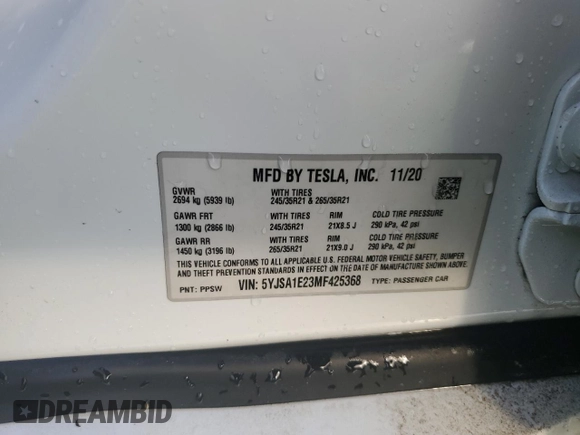 MFD BY TESLA, INC. 11/20
GVWR WITH TIRES
2694 kg (5939 lb) 245/35R21 & 265/35R21
GAWR FRT WITH TIRES RIM COLD TIRE PRESSURE
1300 kg (2866 lb) 245/35R21 21X8.5 J 290 kPa, 42 psi
GAWR RR WITH TIRES RIM COLD TIRE PRESSURE
1450 kg (3196 lb) 265/35R21 21X9.0 J 290 kPa, 42 psi
THIS VEHICLE CONFORMS TO ALL APPLICABLE U.S. FEDERAL MOTOR VEHICLE SAFETY, BUMPER
AND THEFT PREVENTION STANDARDS IN EFFECT ON THE DATE OF MANUFACTURE SHOWN ABOVE.
PNT: PPSW VIN: 5YJSA1E23MF425368 TYPE: PASSENGER CAR
DREAMBID